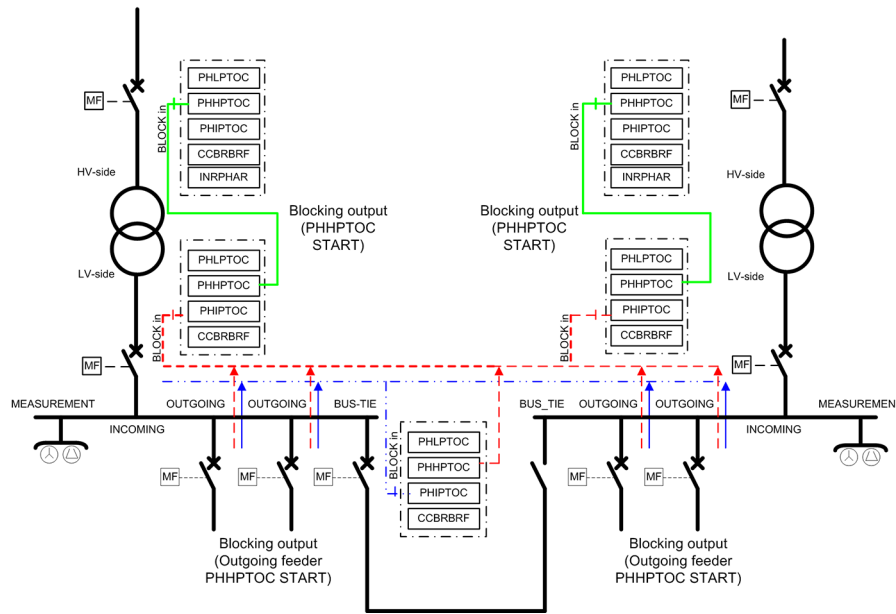 PHLPTOC
PHHPTOC
PHIPTOC
CCBRBRF
INRPHAR
BLOCK in
MF
HV-side
LV-side
Blocking output
(PHHPTOC
START)
PHLPTOC
PHHPTOC
PHIPTOC
CCBRBRF
BLOCK in
MF
PHLPTOC
PHHPTOC
PHIPTOC
CCBRBRF
INRPHAR
BLOCK in
MF
HV-side
LV-side
Blocking output
(PHHPTOC
START)
PHLPTOC
PHHPTOC
PHIPTOC
CCBRBRF
BLOCK in
MF
MEASUREMENT
INCOMING
OUTGOING
OUTGOING
BUS-TIE
BUS_TIE
OUTGOING
OUTGOING
INCOMING
MEASUREMEN
BLOCK in
PHLPTOC
PHHPTOC
PHIPTOC
CCBRBRF
MF
MF
MF
MF
MF
Blocking output
(Outgoing feeder
PHHPTOC START)
Blocking output
(Outgoing feeder
PHHPTOC START)